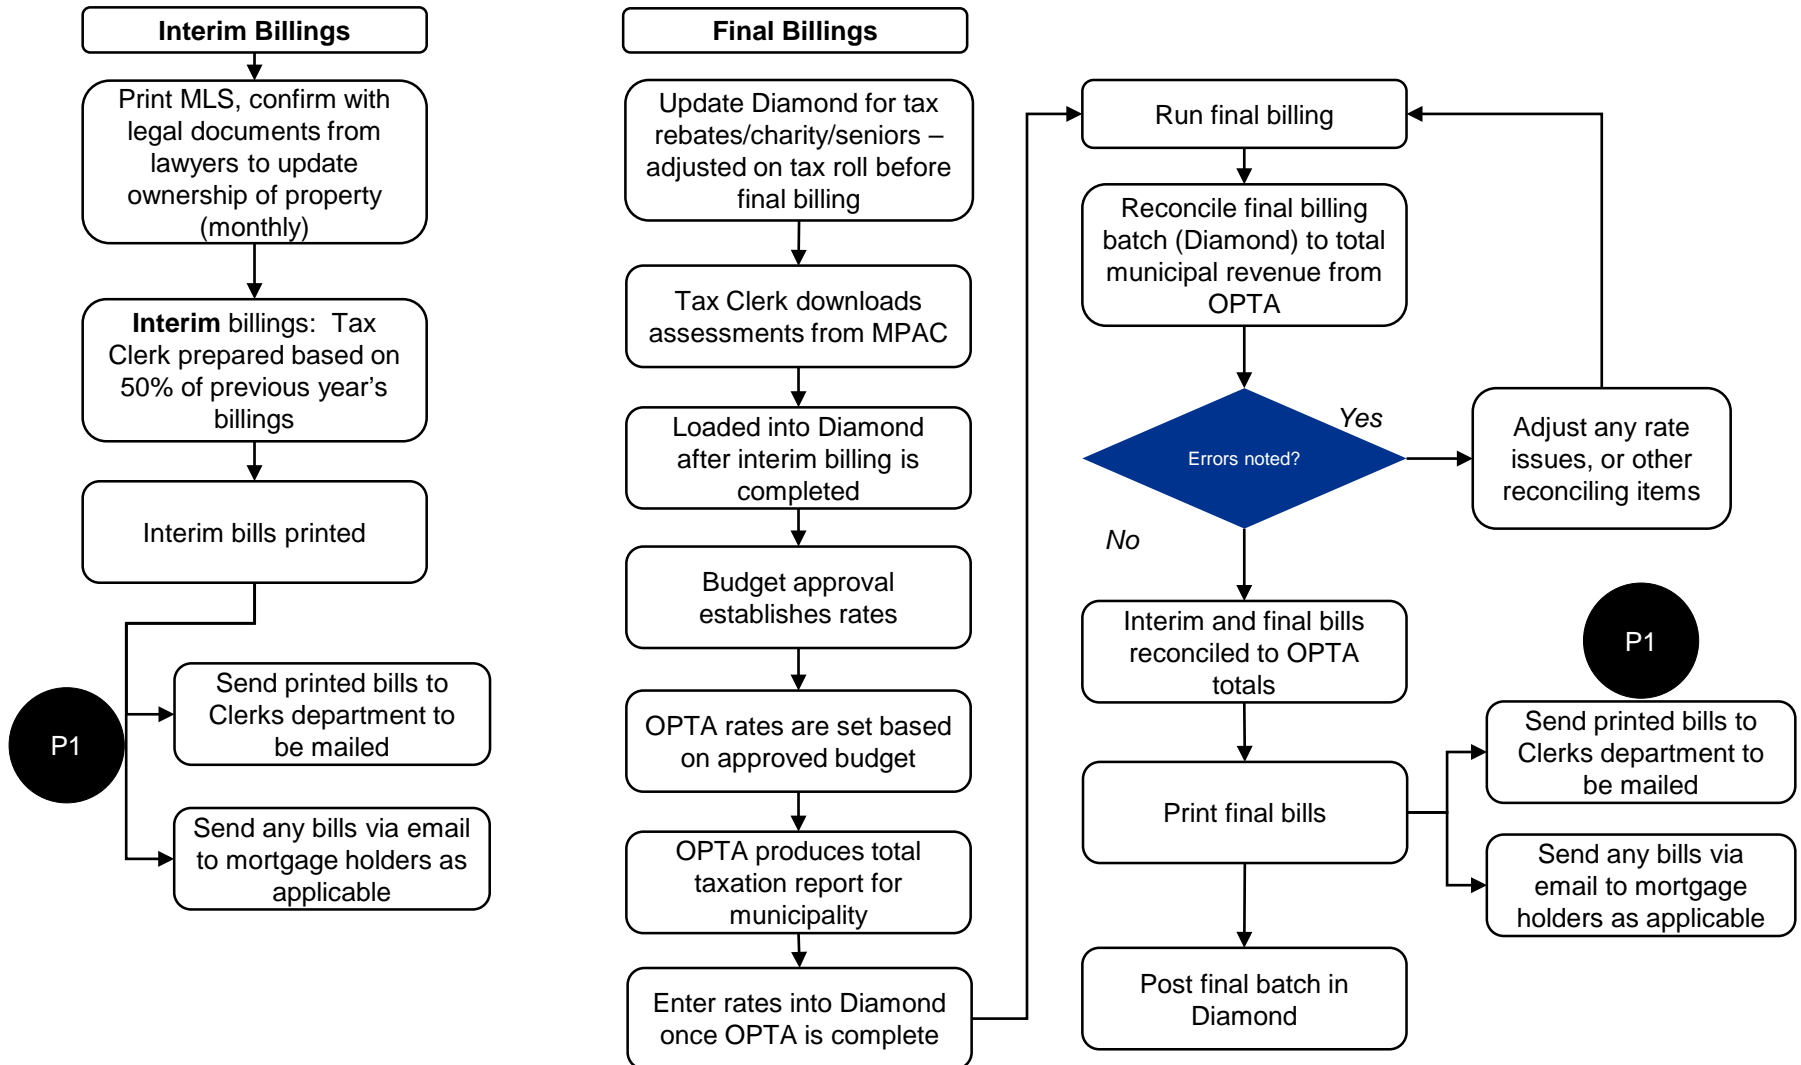 Interim Billings
Print MLS, confirm with
legal documents from
lawyers to update
ownership of property
(monthly)
Interim billings:  Tax
Clerk prepared based on
50% of previous year’s
billings
Interim bills printed
P1
Send printed bills to
Clerks department to
be mailed
Send any bills via email
to mortgage holders as
applicable
Final Billings
Update Diamond for tax
rebates/charity/seniors –
adjusted on tax roll before
final billing
Tax Clerk downloads
assessments from MPAC
Loaded into Diamond
after interim billing is
completed
Budget approval
establishes rates
OPTA rates are set based
on approved budget
OPTA produces total
taxation report for
municipality
Enter rates into Diamond
once OPTA is complete
Run final billing
Reconcile final billing
batch (Diamond) to total
municipal revenue from
OPTA
Errors noted?
Yes
Adjust any rate
issues, or other
reconciling items
No
Interim and final bills
reconciled to OPTA
totals
Print final bills
P1
Send printed bills to
Clerks department to
be mailed
Send any bills via
email to mortgage
holders as applicable
Post final batch in
Diamond